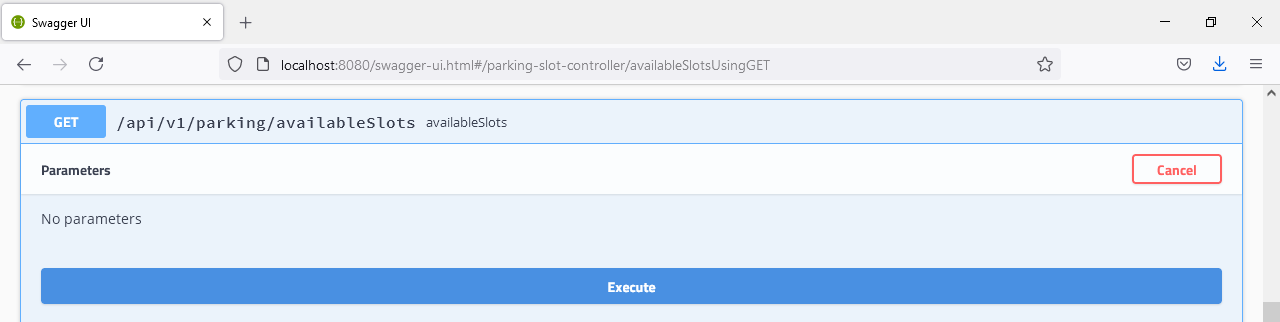 Swagger UI
localhost:8080/swagger-ui.html#/parking-slot-controller/availableSlotsUsingGET
GET /api/v1/parking/availableSlots availableSlots
Parameters Cancel
No parameters
Execute